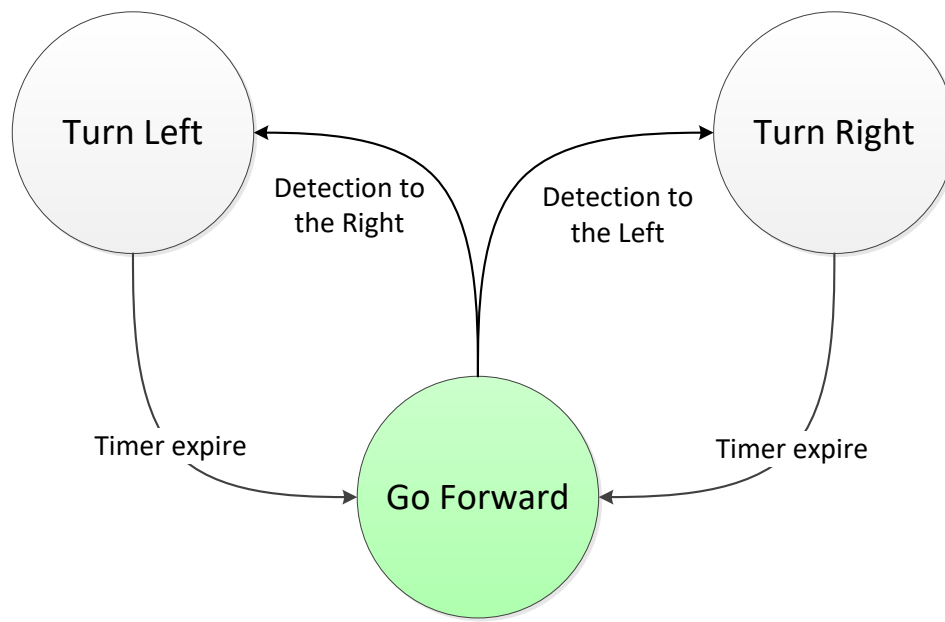 Turn Left
Turn Right
Detection to
the Right
Detection to
the Left
Timer expire
Timer expire
Go Forward